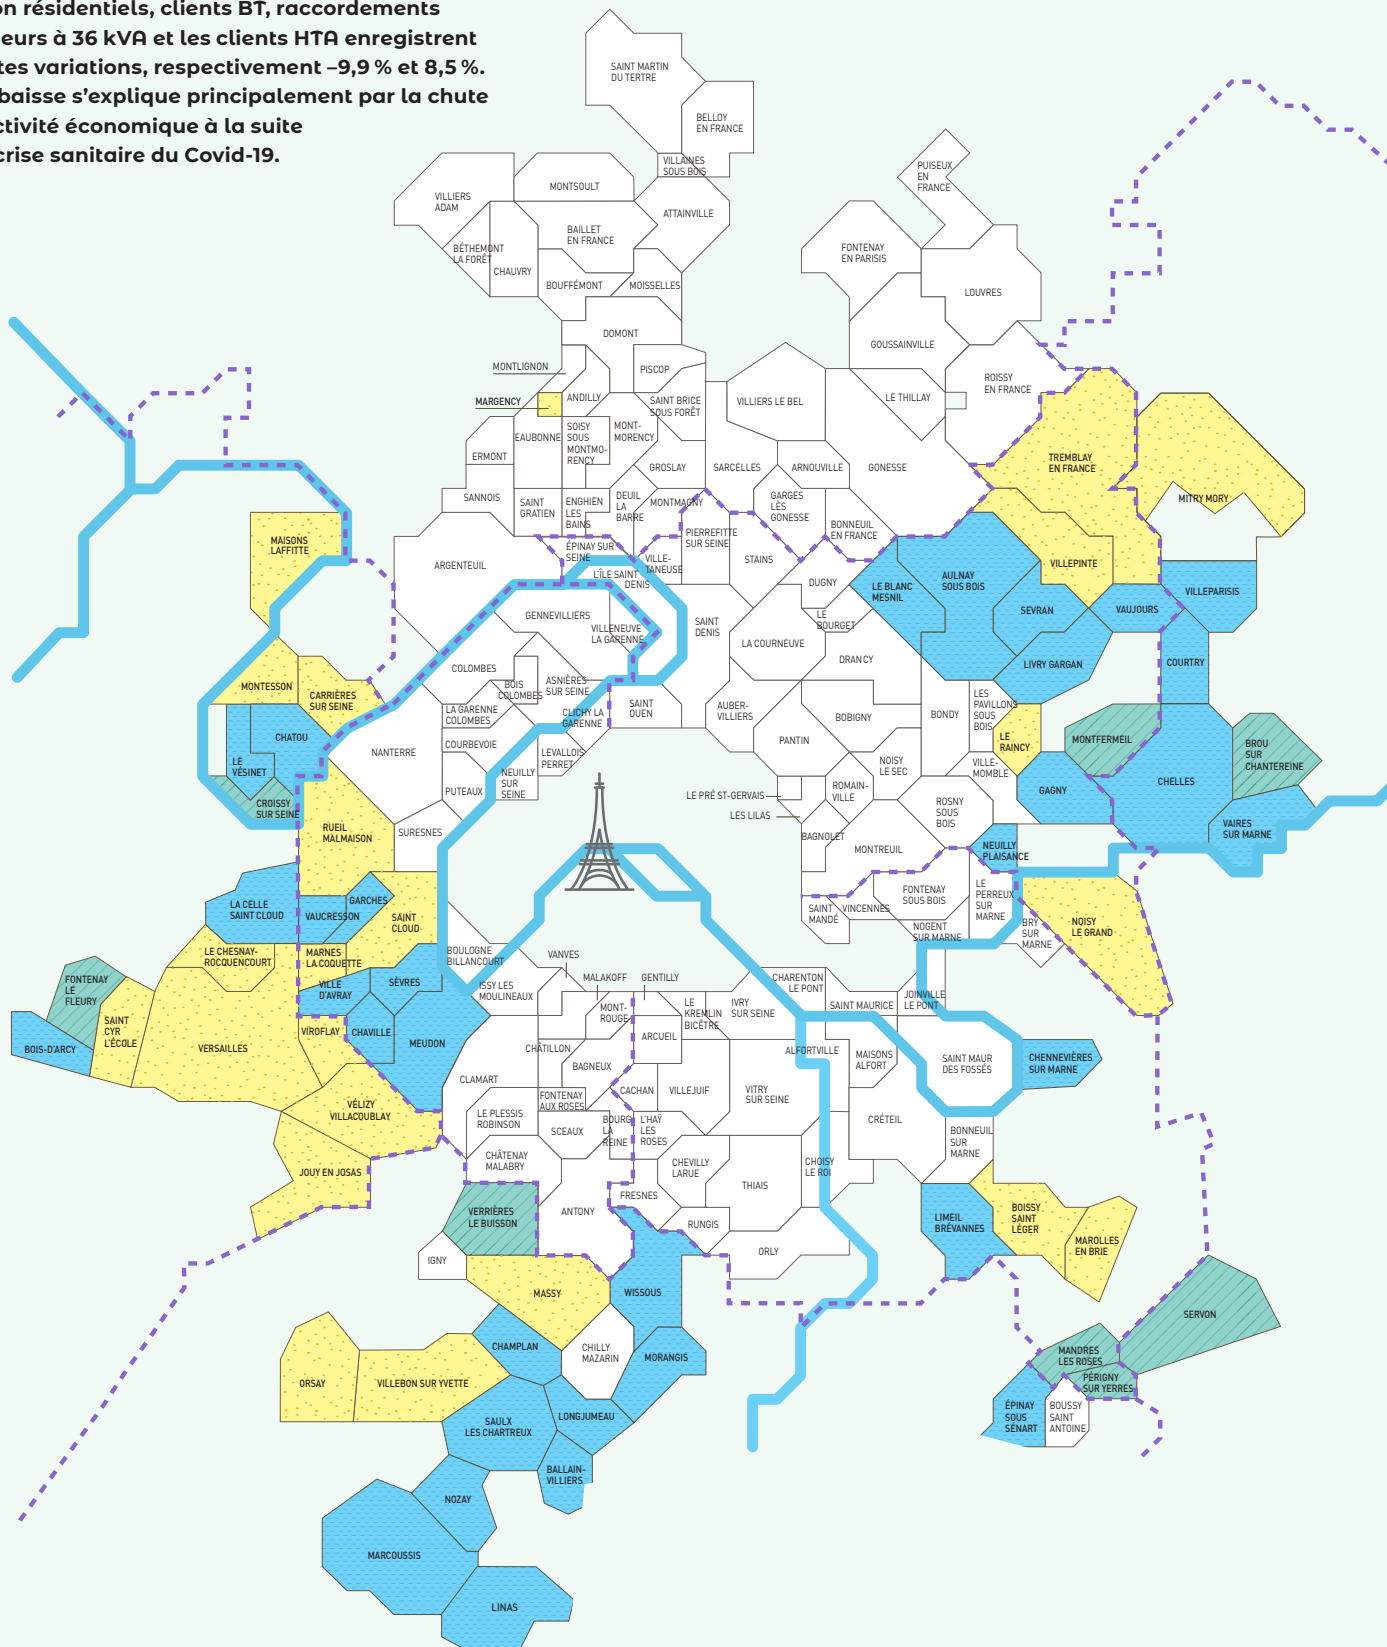 on résidentiels, clients BT, raccordements
eurs à 36 kVA et les clients HTA enregistrent
tes variations, respectivement –9,9 % et 8,5 %.
baisse s'explique principalement par la chute
ctivité économique à la suite
crise sanitaire du Covid-19.
SAINT MARTIN
DU TERTRE
BELLOY
EN FRANCE
VILLAINES
SOUS BOIS
PUISEUX
EN
FRANCE
MONTSOULT
VILLIERS
ADAM
ATTAINVILLE
BAILLET
EN FRANCE
BÉTHEMONT
LA FORÊT
CHAUVRY
FONTENAY
EN PARISIS
BOUFFÉMONT
MOISSELLES
LOUVRES
DOMONT
GOUSSAINVILLE
MONTLIGNON
PISCOP
ROISSY
EN FRANCE
MARGENCY
ANDILLY
SAINT BRICE
SOUS FORÊT
VILLIERS LE BEL
LE THILLAY
EAUBONNE
SOISY
SOUS
MONTMO-
RENCY
MONT-
MORENCY
ERMONT
GROSLAY
SARCELLES
ARNOUVILLE
GONESSE
TREMBLAY
EN FRANCE
MITRY MORY
SANNOIS
SAINT
GRATIEN
ENGHIEN
LES
BAINS
DEUIL
LA
BARRE
MONTMAGNY
GARGES
LÈS
GONESSE
BONNEUIL
EN FRANCE
MAISONS
LAFFITTE
ARGENTEUIL
ÉPINAY SUR
SEINE
VILLE-
TANEUSE
PIERREFITTE
SUR SEINE
STAINS
L'ÎLE SAINT
DENIS
DUGNY
LE BLANC
MESNIL
AULNAY
SOUS BOIS
VILLEPINTE
SEVRAN
VAUJOURS
VILLEPARISIS
GENNEVILLIERS
VILLENEUVE
LA GARENNE
SAINT
DENIS
LE
BOURGET
LA COURNEUVE
DRANCY
LIVRY GARGAN
COURTRY
COLOMBES
BOIS
COLOMBES
ASNIÈRES
SUR SEINE
MONTESSON
CARRIÈRES
SUR SEINE
LA GARENNE
COLOMBES
CLICHY LA
GARENNE
SAINT
OUEN
AUBER-
VILLIERS
BOBIGNY
BONDY
LES
PAVILLONS
SOUS
BOIS
CHATOU
LE
VÉSINET
NANTERRE
COURBEVOIE
LEVALLOIS
PERRET
PANTIN
NOISY
LE SEC
LE
RAINCY
MONTFERMEIL
BROU
SUR
CHANTEREINE
VILLE-
MOMBLE
CHELLES
GAGNY
CROISSY
SUR SEINE
PUTEAUX
NEUILLY
SUR
SEINE
LE PRÉ ST-GERVAIS
LES LILAS
ROMAIN-
VILLE
ROSNY
SOUS
BOIS
VAIRES
SUR MARNE
RUEIL
MALMAISON
SURESNES
BAGNOLET
MONTREUIL
NEUILLY
PLAISANCE
LA CELLE
SAINT CLOUD
VAUCRESSON
GARCHES
SAINT
CLOUD
FONTENAY
SOUS BOIS
LE
PERREUX
SUR
MARNE
SAINT
MANDÉ
VINCENNES
NOGENT
SUR MARNE
BRY
SUR
MARNE
NOISY
LE GRAND
LE CHESNAY-
ROCQUENCOURT
MARNES
LA COQUETTE
BOULOGNE
BILLANCOURT
VANVES
MALAKOFF
GENTILLY
FONTENAY
LE
FLEURY
VILLE
D'AVRAY
SÈVRES
ISSY LES
MOULINEAUX
CHARENTON
LE PONT
SAINT MAURICE
JOINVILLE
LE PONT
SAINT
CYR
L'ÉCOLE
BOIS-D'ARCY
VERSAILLES
VIROFLAY
CHAVILLE
MEUDON
MONT-
ROUGE
LE
KREMLIN
BICÊTRE
IVRY
SUR SEINE
ARCUEIL
CHÂTILLON
BAGNEUX
ALFORTVILLE
MAISONS
ALFORT
SAINT MAUR
DES FOSSÉS
CHENNEVIÈRES
SUR MARNE
CLAMART
FONTENAY
AUX ROSES
CACHAN
VILLEJUIF
VITRY
SUR SEINE
VÉLIZY
VILLACOUBLAY
LE PLESSIS
ROBINSON
SCEAUX
BOURG
LA
REINE
L'HAŸ
LES
ROSES
CRÉTEIL
BONNEUIL
SUR
MARNE
JOUY EN JOSAS
CHÂTENAY
MALABRY
CHEVILLY
LARUE
THIAIS
CHOISY
LE ROI
VERRIÈRES
LE BUISSON
ANTONY
FRESNES
RUNGIS
ORLY
LIMEIL
BRÉVANNES
BOISSY
SAINT
LÉGER
MAROLLES
EN BRIE
IGNY
MASSY
WISSOUS
SERVON
CHAMPLAN
CHILLY
MAZARIN
MORANGIS
MANDRES
LES ROSES
PÉRIGNY
SUR YERRES
ORSAY
VILLEBON SUR YVETTE
SAULX
LES CHARTREUX
LONGJUMEAU
ÉPINAY
SOUS
SÉNART
BOUSSY
SAINT
ANTOINE
BALLAIN-
VILLIERS
NOZAY
MARCOUSSIS
LINAS